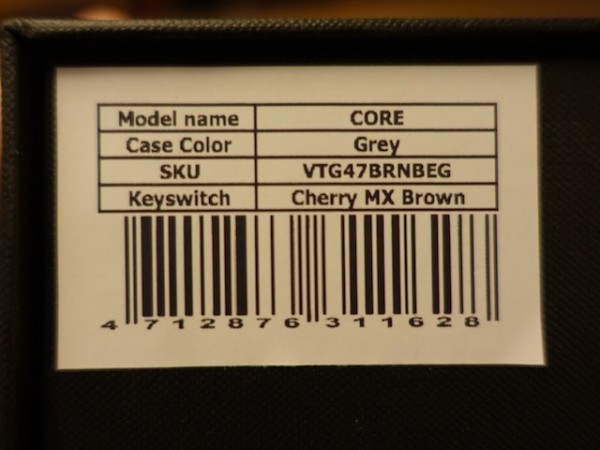 Model name CORE
Case Color Grey
SKU VTG47BRNBEG
Keyswitch Cherry MX Brown
4 712876 311628